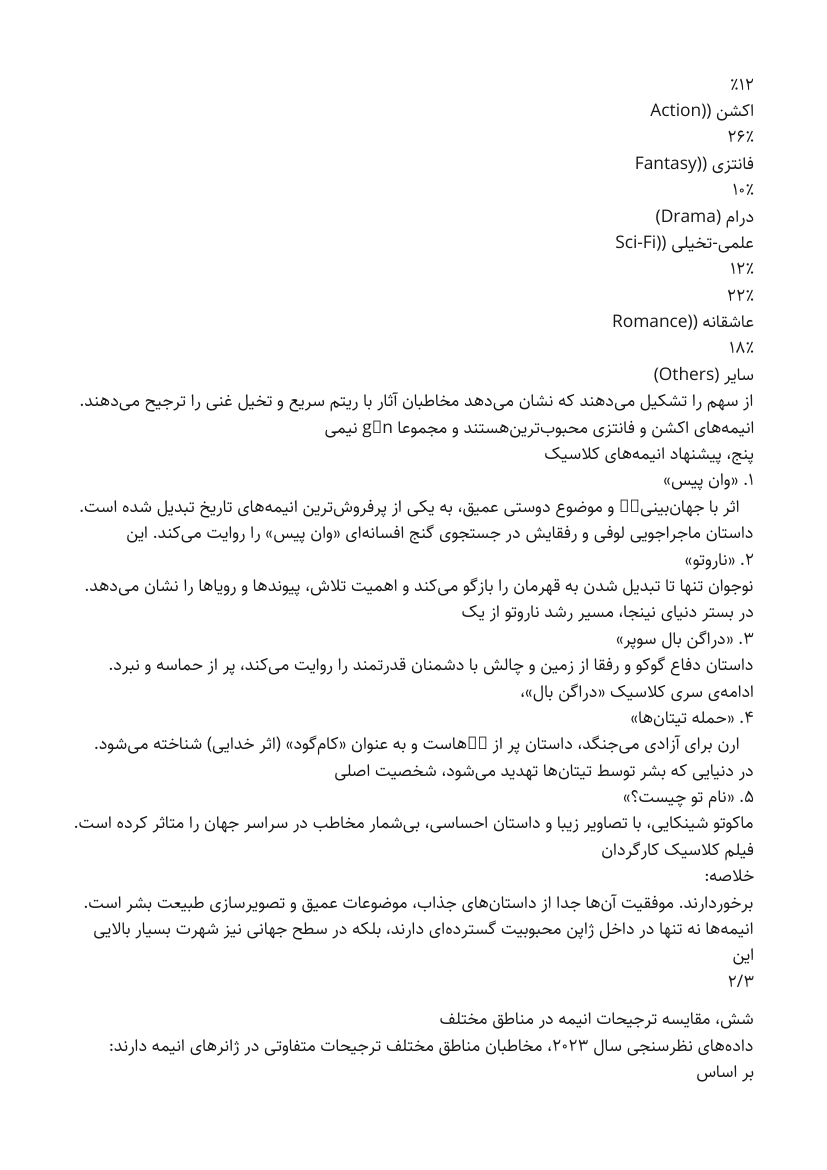 ٪۱۲
اکشن ((Action
۲۶٪
فانتزی ((Fantasy
۱۰٪
درام (Drama)
علمی-تخیلی ((Sci-Fi
۱۲٪
۲۲٪
عاشقانه ((Romance
۱۸٪
سایر (Others)
از سهم را تشکیل می‌دهند که نشان می‌دهد مخاطبان آثار با ریتم سریع و تخیل غنی را ترجیح می‌دهند.
انیمه‌های اکشن و فانتزی محبوب‌ترین‌هستند و مجموعا g▯n نیمی
پنج، پیشنهاد انیمه‌های کلاسیک
۱. «وان پیس»
اثر با جهان‌بینی▯▯ و موضوع دوستی عمیق، به یکی از پرفروش‌ترین انیمه‌های تاریخ تبدیل شده است.
داستان ماجراجویی لوفی و رفقایش در جستجوی گنج افسانه‌ای «وان پیس» را روایت می‌کند. این
۲. «ناروتو»
نوجوان تنها تا تبدیل شدن به قهرمان را بازگو می‌کند و اهمیت تلاش، پیوندها و رویاها را نشان می‌دهد.
در بستر دنیای نینجا، مسیر رشد ناروتو از یک
۳. «دراگن بال سوپر»
داستان دفاع گوکو و رفقا از زمین و چالش با دشمنان قدرتمند را روایت می‌کند، پر از حماسه و نبرد.
ادامه‌ی سری کلاسیک «دراگن بال»،
۴. «حمله تیتان‌ها»
ارن برای آزادی می‌جنگد، داستان پر از ▯▯هاست و به عنوان «کام‌گود» (اثر خدایی) شناخته می‌شود.
در دنیایی که بشر توسط تیتان‌ها تهدید می‌شود، شخصیت اصلی
۵. «نام تو چیست؟»
ماکوتو شینکایی، با تصاویر زیبا و داستان احساسی، بی‌شمار مخاطب در سراسر جهان را متاثر کرده است.
فیلم کلاسیک کارگردان
خلاصه:
برخوردارند. موفقیت آن‌ها جدا از داستان‌های جذاب، موضوعات عمیق و تصویرسازی طبیعت بشر است.
انیمه‌ها نه تنها در داخل ژاپن محبوبیت گسترده‌ای دارند، بلکه در سطح جهانی نیز شهرت بسیار بالایی
این
۲/۳
شش، مقایسه ترجیحات انیمه در مناطق مختلف
داده‌های نظرسنجی سال ۲۰۲۳، مخاطبان مناطق مختلف ترجیحات متفاوتی در ژانرهای انیمه دارند:
بر اساس